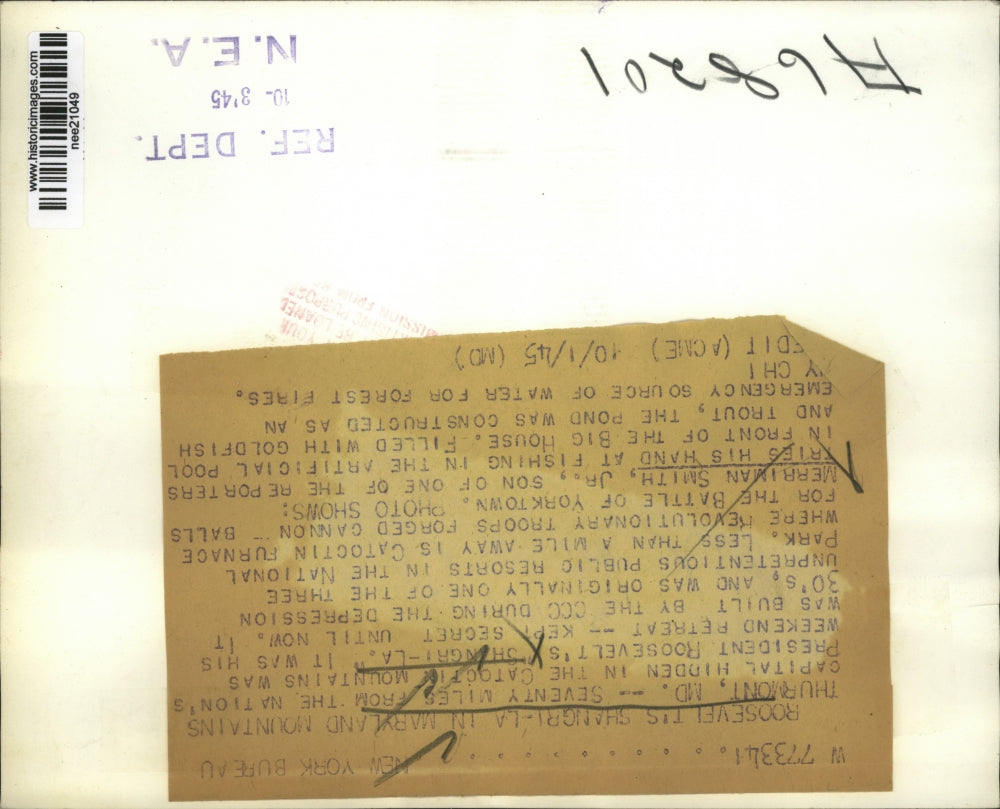 www.historicimages.com
nee21049
A68201
N.E.A.
10- 3'45
REF. DEPT.
W 773341 . . . . . . . . . . NEW YORK BUREAU
ROOSEVELT'S SHANGRI-LA IN MARYLAND MOUNTAINS
THURMONT, MD. -- SEVENTY MILES FROM THE NATION'S
CAPITAL HIDDEN IN THE CATOCTIN MOUNTAINS WAS
PRESIDENT ROOSEVELT'S SHANGRI-LA. IT WAS HIS
WEEKEND RETREAT -- KEPT SECRET UNTIL NOW. IT
WAS BUILT BY THE CCC DURING THE DEPRESSION
30's, AND WAS ORIGINALLY ONE OF THE THREE
UNPRETENTIOUS PUBLIC RESORTS IN THE NATIONAL
PARK. LESS THAN A MILE AWAY IS CATOCTIN FURNACE
WHERE REVOLUTIONARY TROOPS FORGED CANNON BALLS
FOR THE BATTLE OF YORKTOWN. PHOTO SHOWS:
MERRIMAN SMITH, JR., SON OF ONE OF THE REPORTERS
TRIES HIS HAND AT FISHING IN THE ARTIFICIAL POOL
IN FRONT OF THE BIG HOUSE. FILLED WITH GOLDFISH
AND TROUT, THE POND WAS CONSTRUCTED AS AN
EMERGENCY SOURCE OF WATER FOR FOREST FIRES.
NY CHI
EDIT (ACME) 10/1/45 (MD)